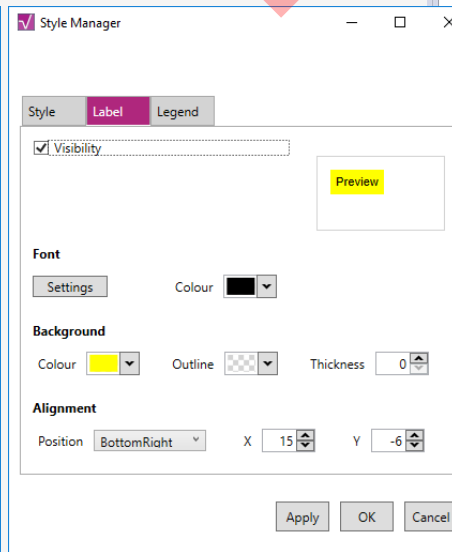 Style Manager
Style Label Legend
Visibility
Preview
Font
Settings Colour
Background
Colour Outline Thickness 0
Alignment
Position BottomRight X 15 Y -6
Apply OK Cancel